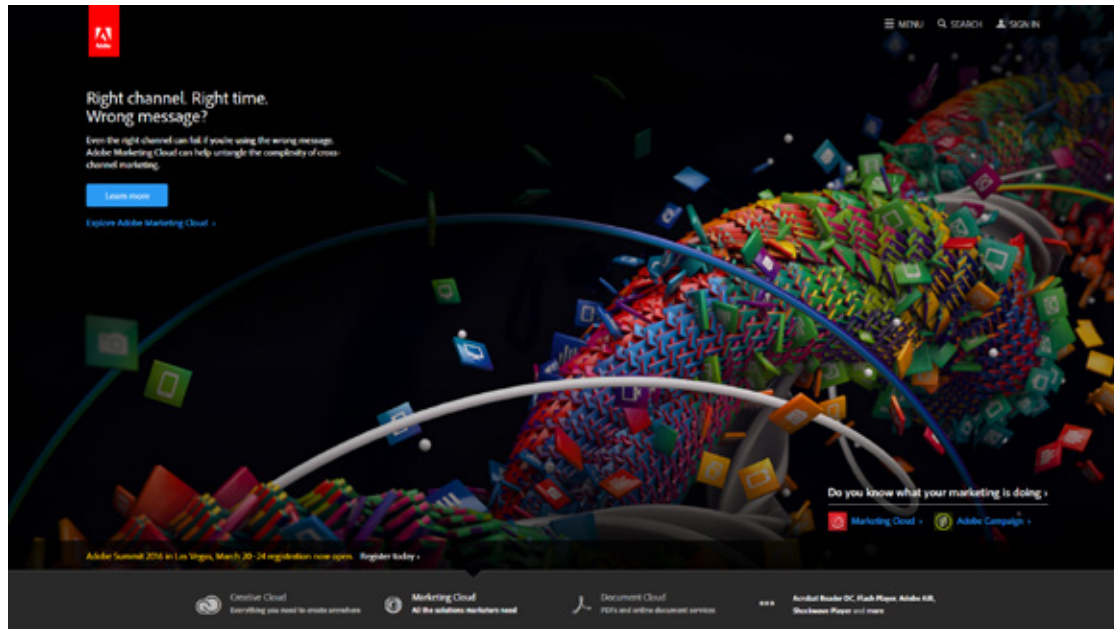 Adobe
MENU SEARCH SIGN IN
Right channel. Right time.
Wrong message?
Even the right channel can fail if you're using the wrong message.
Adobe Marketing Cloud can help untangle the complexity of cross-
channel marketing.
Learn more
Explore Adobe Marketing Cloud ›
Do you know what your marketing is doing ›
Marketing Cloud › Adobe Campaign ›
Adobe Summit 2016 in Las Vegas, March 20-24 registration now open. Register today ›
Creative Cloud
Everything you need to create anywhere
Marketing Cloud
All the solutions marketers need
Document Cloud
PDFs and online document services
Acrobat Reader DC, Flash Player, Adobe AIR,
Shockwave Player and more